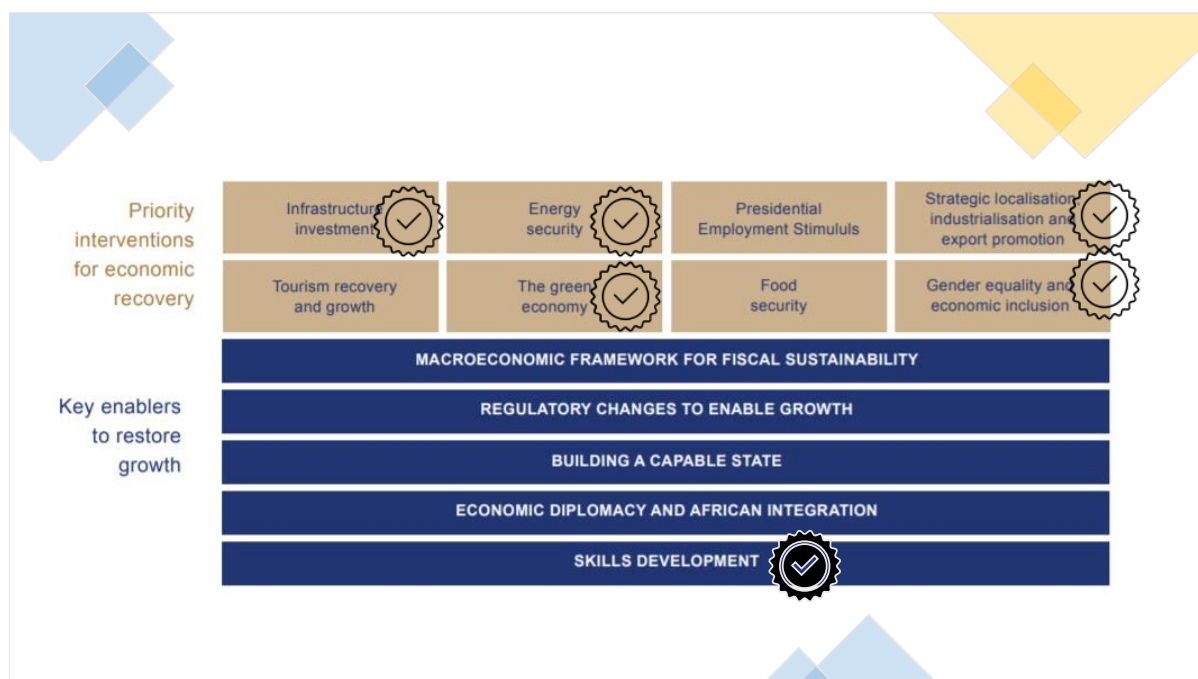 Priority
interventions
for economic
recovery
Infrastructure
investment
Energy
security
Presidential
Employment Stimululs
Strategic localisation,
industrialisation and
export promotion
Tourism recovery
and growth
The green
economy
Food
security
Gender equality and
economic inclusion
Key enablers
to restore
growth
MACROECONOMIC FRAMEWORK FOR FISCAL SUSTAINABILITY
REGULATORY CHANGES TO ENABLE GROWTH
BUILDING A CAPABLE STATE
ECONOMIC DIPLOMACY AND AFRICAN INTEGRATION
SKILLS DEVELOPMENT